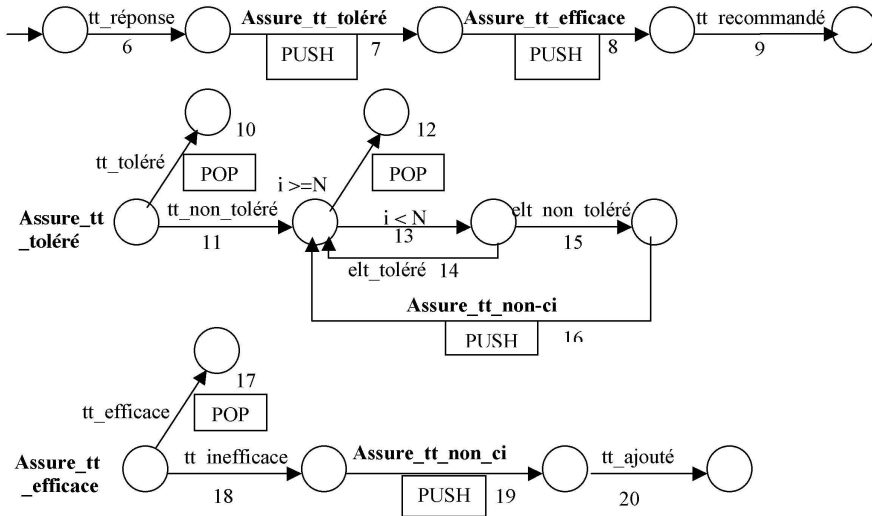 tt_réponse
6
Assure_tt_toléré
PUSH
7
Assure_tt_efficace
PUSH
8
tt_recommandé
9
10
tt_toléré
POP
12
POP
i >=N
Assure_tt
_toléré
tt_non_toléré
11
i < N
13
elt_toléré
14
elt non toléré
15
Assure_tt_non-ci
PUSH
16
17
tt_efficace
POP
Assure_tt
_efficace
tt inefficace
18
Assure_tt_non_ci
PUSH
19
tt_ajouté
20